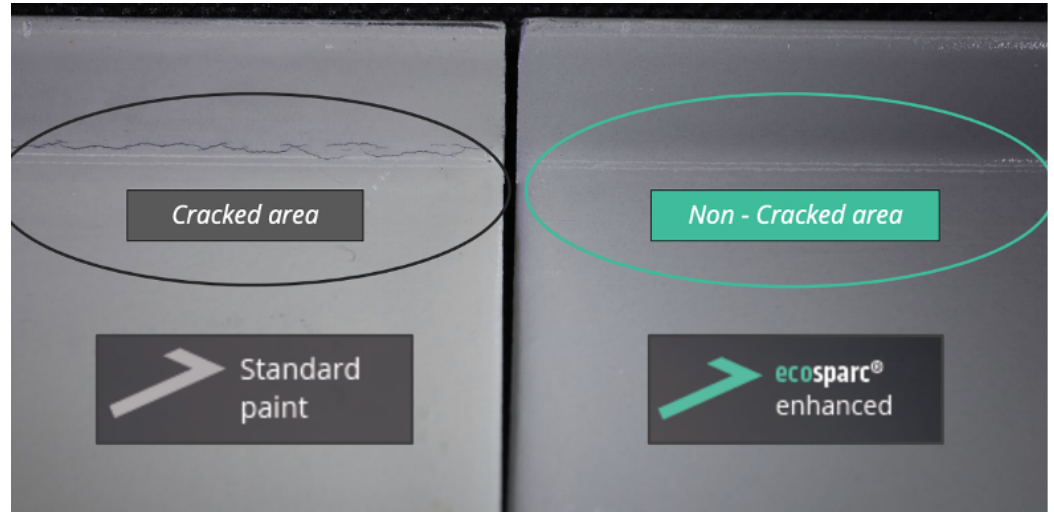 Cracked area
Non - Cracked area
Standard
paint
ecosparc®
enhanced